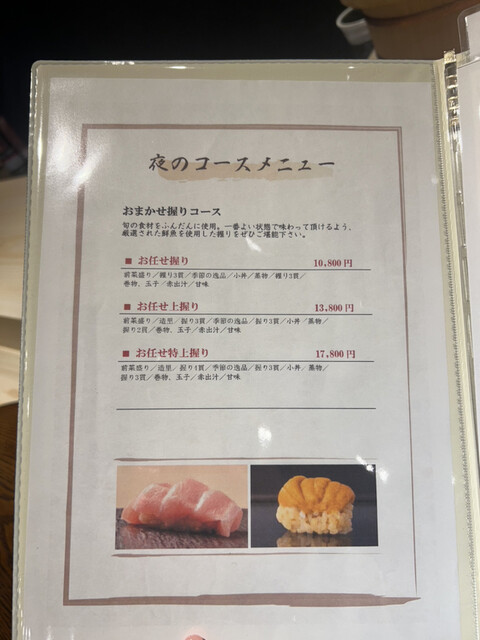 夜のコースメニュー
おまかせ握りコース
旬の食材をふんだんに使用。一番よい状態で味わって頂けるよう、
厳選された鮮魚を使用した握りをぜひご堪能下さい。
■ お任せ握り 10,800円
前菜盛り／握り3貫／季節の逸品／小丼／蒸物／握り3貫／
巻物、玉子／赤出汁／甘味
■ お任せ上握り 13,800円
前菜盛り／造里／握り3貫／季節の逸品／握り3貫／小丼／蒸物／
握り2貫／巻物、玉子／赤出汁／甘味
■ お任せ特上握り 17,800円
前菜盛り／造里／握り4貫／季節の逸品／握り3貫／小丼／蒸物／
握り3貫／巻物、玉子／赤出汁／甘味